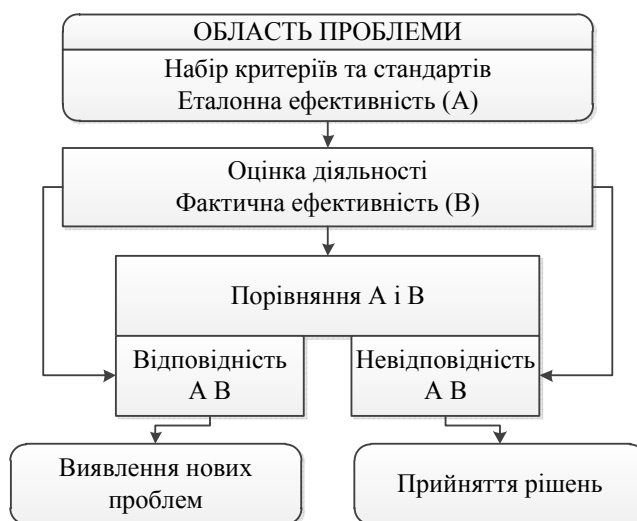 ОБЛАСТЬ ПРОБЛЕМИ
Набір критеріїв та стандартів
Еталонна ефективність (А)
Оцінка діяльності
Фактична ефективність (В)
Порівняння А і В
Відповідність
А В
Невідповідність
А В
Виявлення нових
проблем
Прийняття рішень